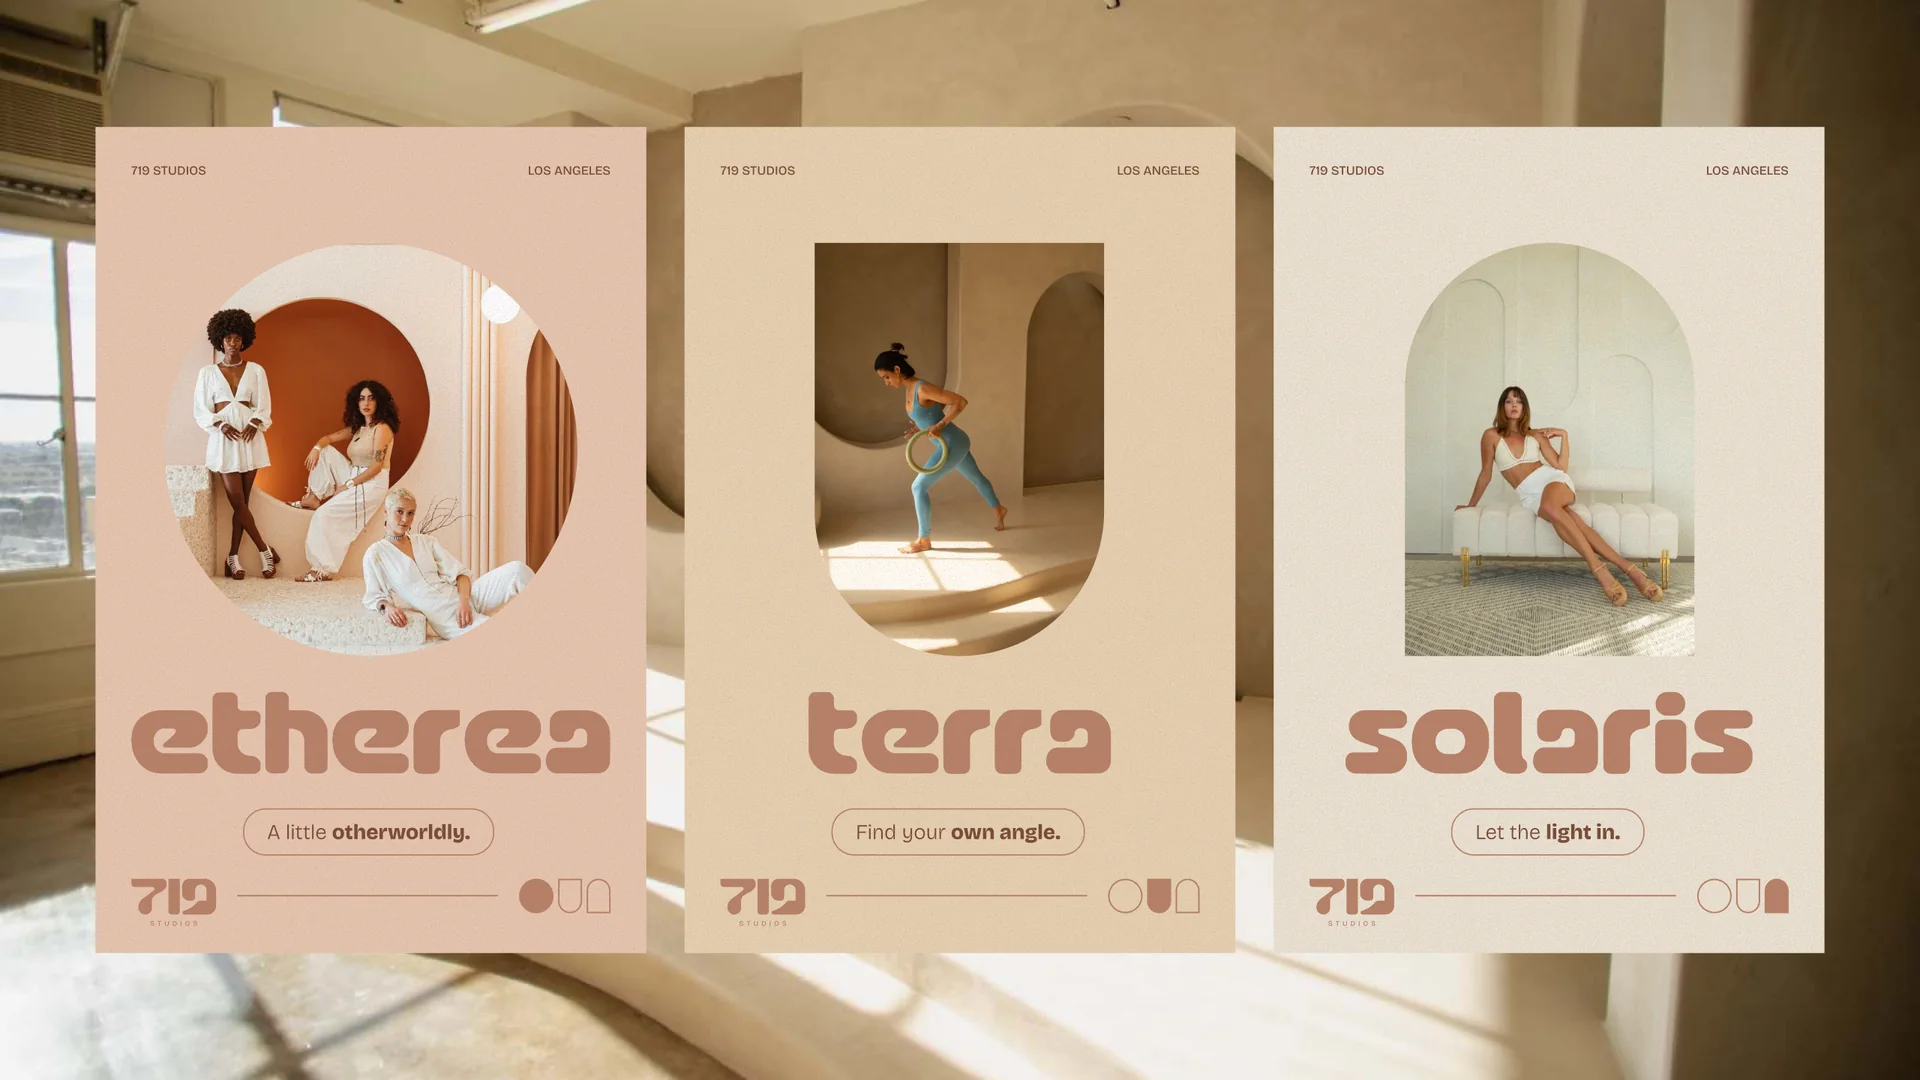 719 STUDIOS
LOS ANGELES
etherea
A little otherworldly.
719
STUDIOS
719 STUDIOS
LOS ANGELES
terra
Find your own angle.
719
STUDIOS
719 STUDIOS
LOS ANGELES
solaris
Let the light in.
719
STUDIOS